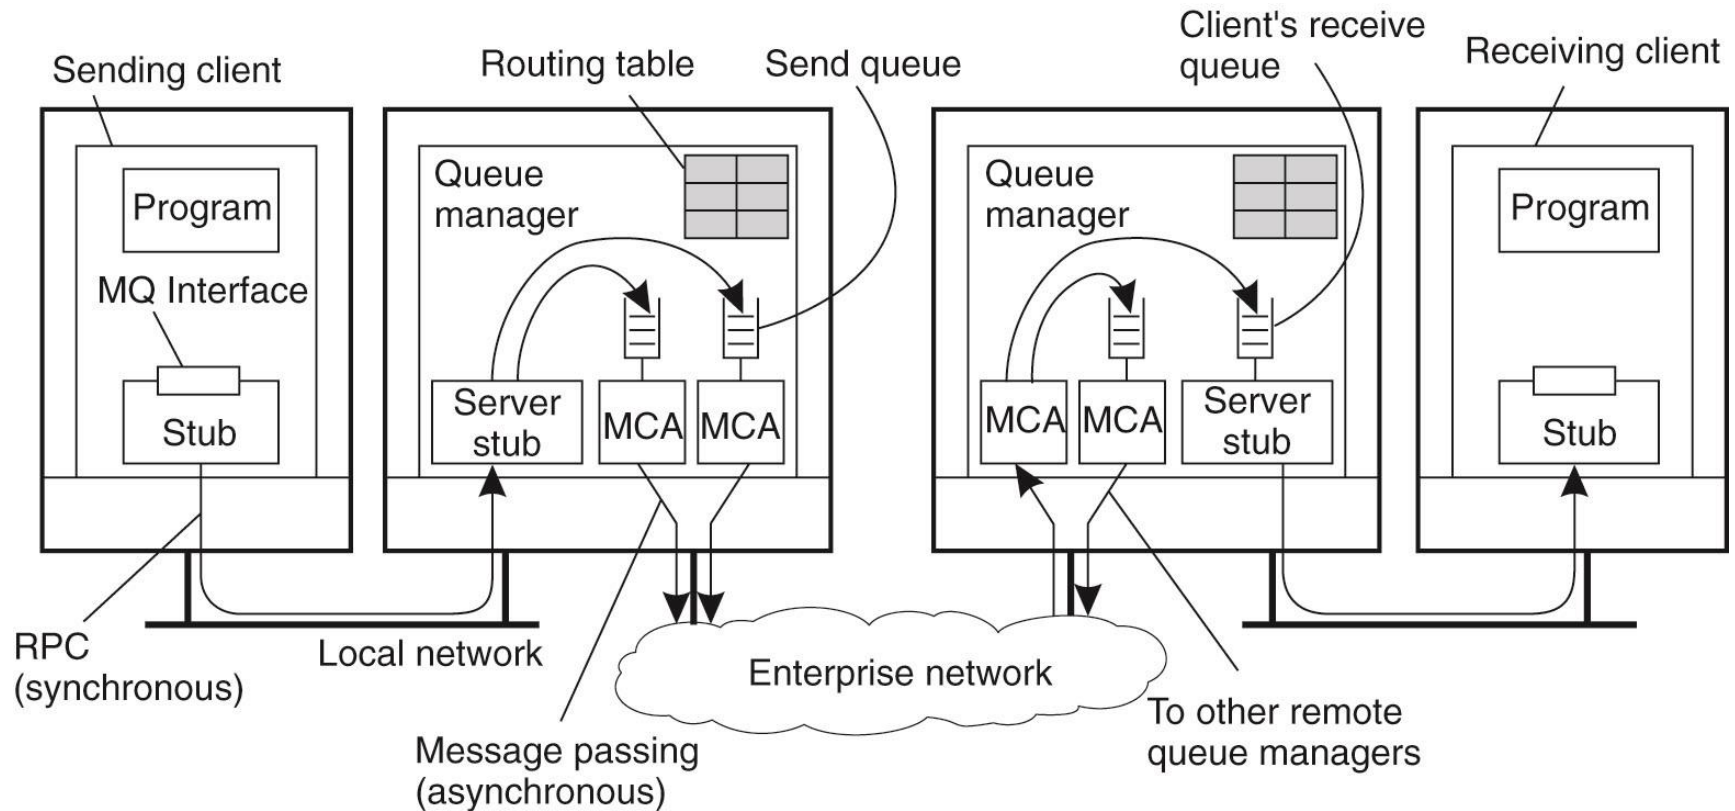 Sending client
Routing table
Send queue
Client's receive
queue
Receiving client
Program
MQ Interface
Stub
Queue
manager
Server
stub
MCA
MCA
Queue
manager
MCA
MCA
Server
stub
Program
Stub
RPC
(synchronous)
Local network
Message passing
(asynchronous)
Enterprise network
To other remote
queue managers